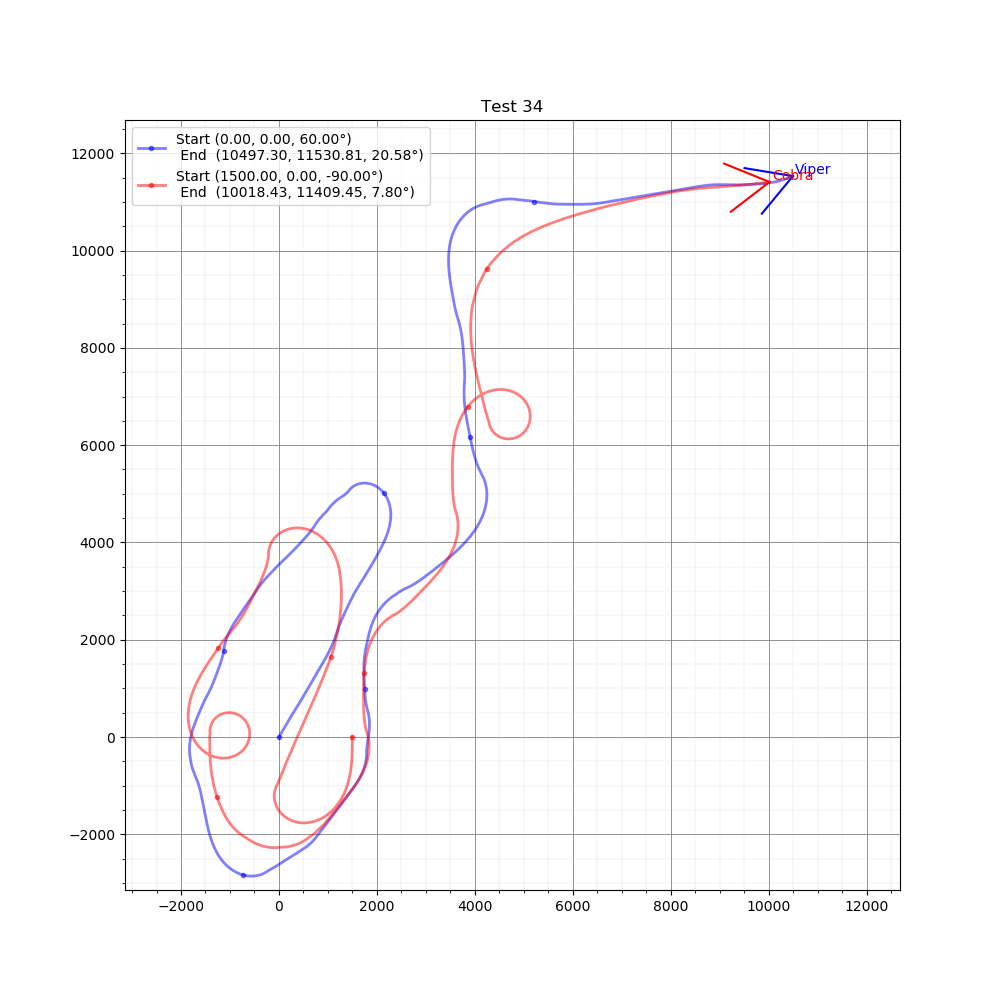 Test 34
Start (0.00, 0.00, 60.00°)
End  (10497.30, 11530.81, 20.58°)
Start (1500.00, 0.00, -90.00°)
End  (10018.43, 11409.45, 7.80°)
Viper
Cobra
12000
10000
8000
6000
4000
2000
0
−2000
−2000 0 2000 4000 6000 8000 10000 12000